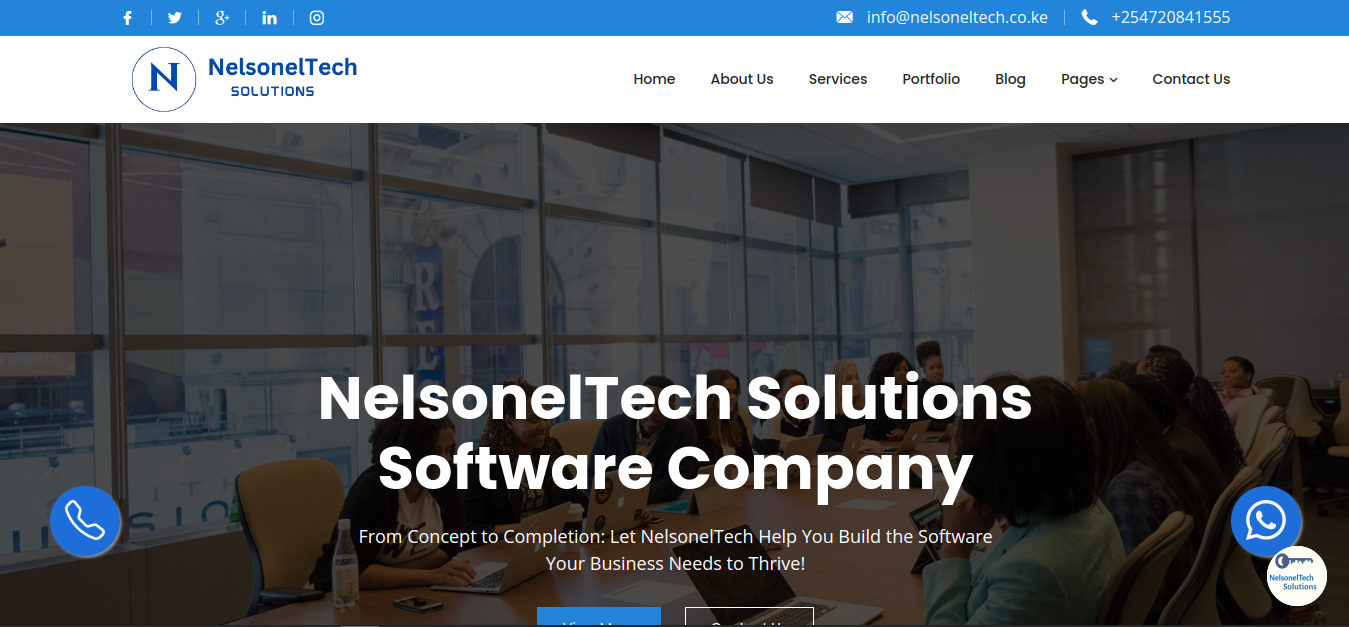 info@nelsoneltech.co.ke
+254720841555
N
NelsonelTech
SOLUTIONS
Home
About Us
Services
Portfolio
Blog
Pages
Contact Us
RE
NelsonelTech Solutions
Software Company
From Concept to Completion: Let NelsonelTech Help You Build the Software
Your Business Needs to Thrive!
NelsonelTech
Solutions